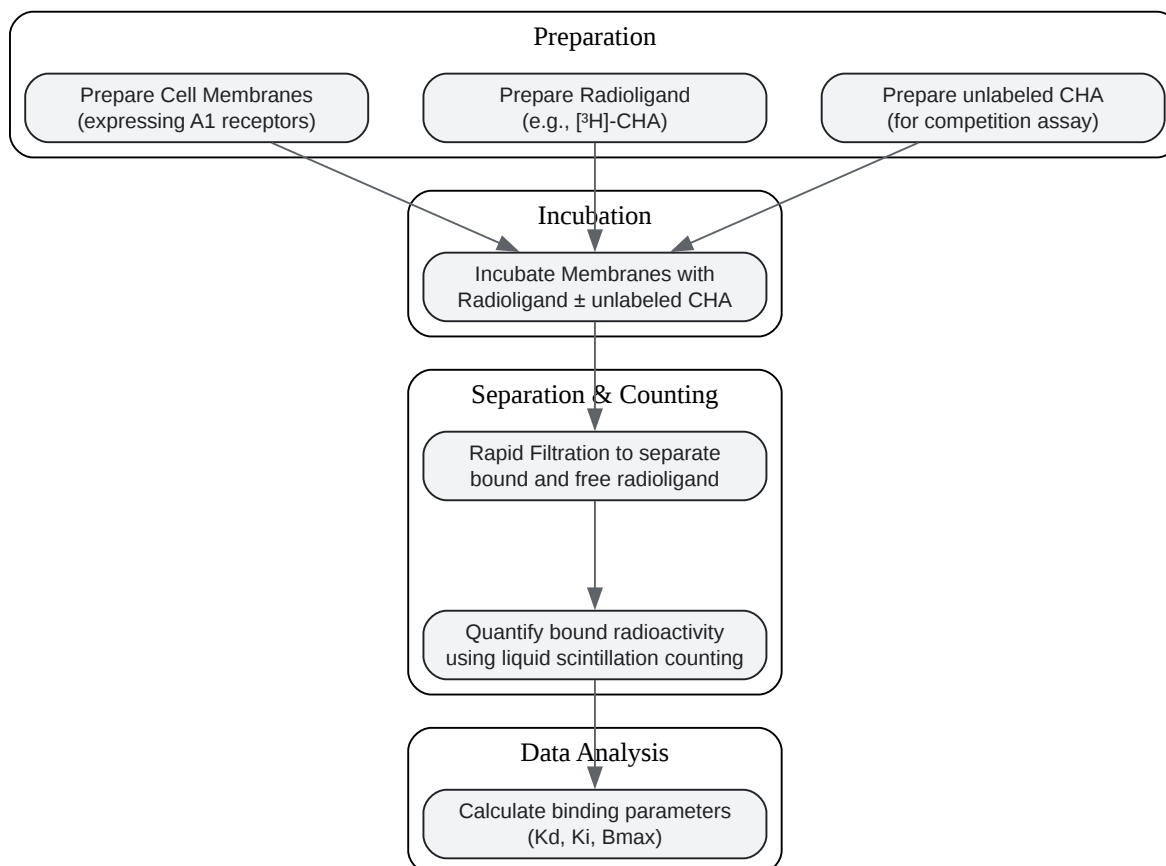 Preparation
Prepare Cell Membranes
(expressing A1 receptors)
Prepare Radioligand
(e.g., [³H]-CHA)
Prepare unlabeled CHA
(for competition assay)
Incubation
Incubate Membranes with
Radioligand ± unlabeled CHA
Separation & Counting
Rapid Filtration to separate
bound and free radioligand
Quantify bound radioactivity
using liquid scintillation counting
Data Analysis
Calculate binding parameters
(Kd, Ki, Bmax)